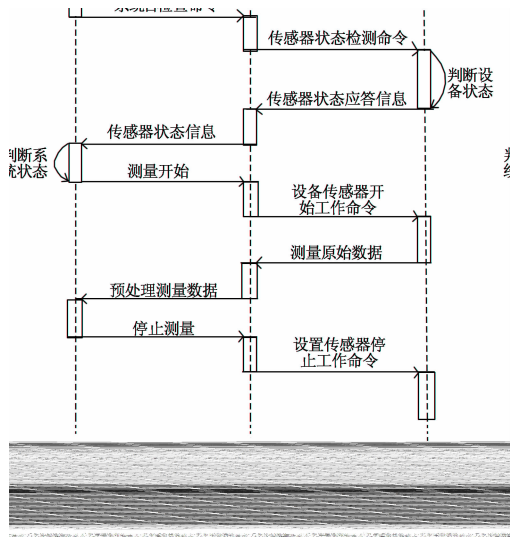 传感器状态检测命令
判断设
备状态
传感器状态应答信息
传感器状态信息
判断系
统状态
测量开始
设备传感器开
始工作命令
测量原始数据
预处理测量数据
停止测量
设置传感器停
止工作命令